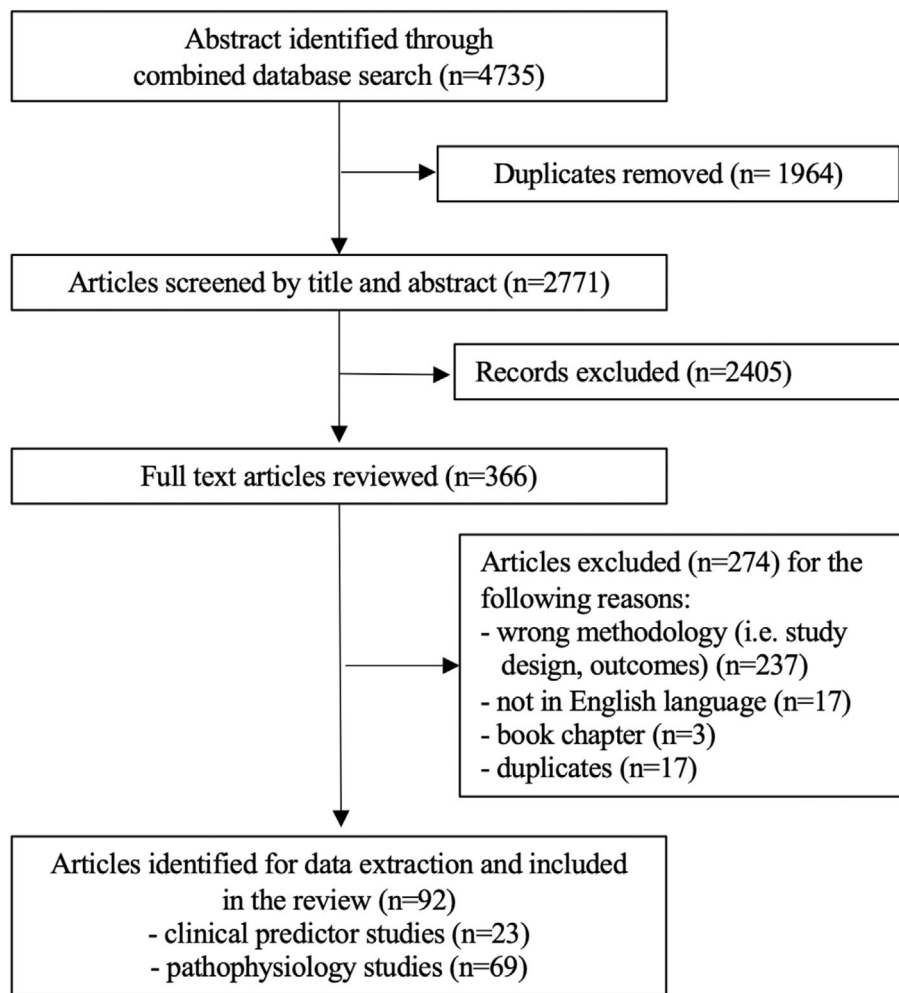 Abstract identified through
combined database search (n=4735)
Duplicates removed (n= 1964)
Articles screened by title and abstract (n=2771)
Records excluded (n=2405)
Full text articles reviewed (n=366)
Articles excluded (n=274) for the
following reasons:
- wrong methodology (i.e. study
design, outcomes) (n=237)
- not in English language (n=17)
- book chapter (n=3)
- duplicates (n=17)
Articles identified for data extraction and included
in the review (n=92)
- clinical predictor studies (n=23)
- pathophysiology studies (n=69)